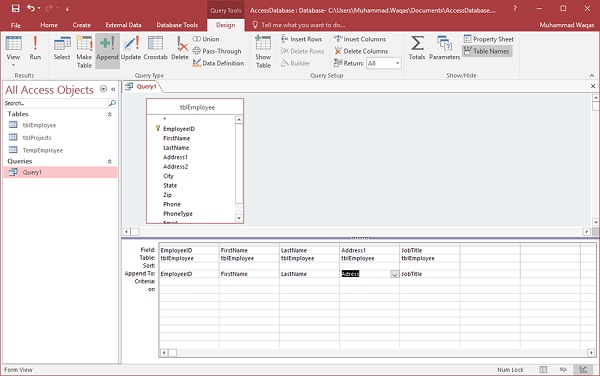 Query Tools
AccessDatabase : Database- C:\Users\Muhammad.Waqas\Documents\AccessDatabase....
File Home Create External Data Database Tools Design Tell me what you want to do... Muhammad Waqas
View Run Select Make Table Append Update Crosstab Delete
Union
Pass-Through
Data Definition
Show Table
Insert Rows
Delete Rows
Builder
Insert Columns
Delete Columns
Return: All
Totals Parameters
Property Sheet
Table Names
Results Query Type Query Setup Show/Hide
All Access Objects
Search...
Tables
tblEmployee
tblProjects
TempEmployee
Queries
Query1
Query1
tblEmployee
*
EmployeeID
FirstName
LastName
Address1
Address2
City
State
Zip
Phone
PhoneType
Email
Field: EmployeeID FirstName LastName Address1 JobTitle
Table: tblEmployee tblEmployee tblEmployee tblEmployee tblEmployee
Sort:
Append To: EmployeeID FirstName LastName Adress JobTitle
Criteria:
or:
Form View Num Lock SQL